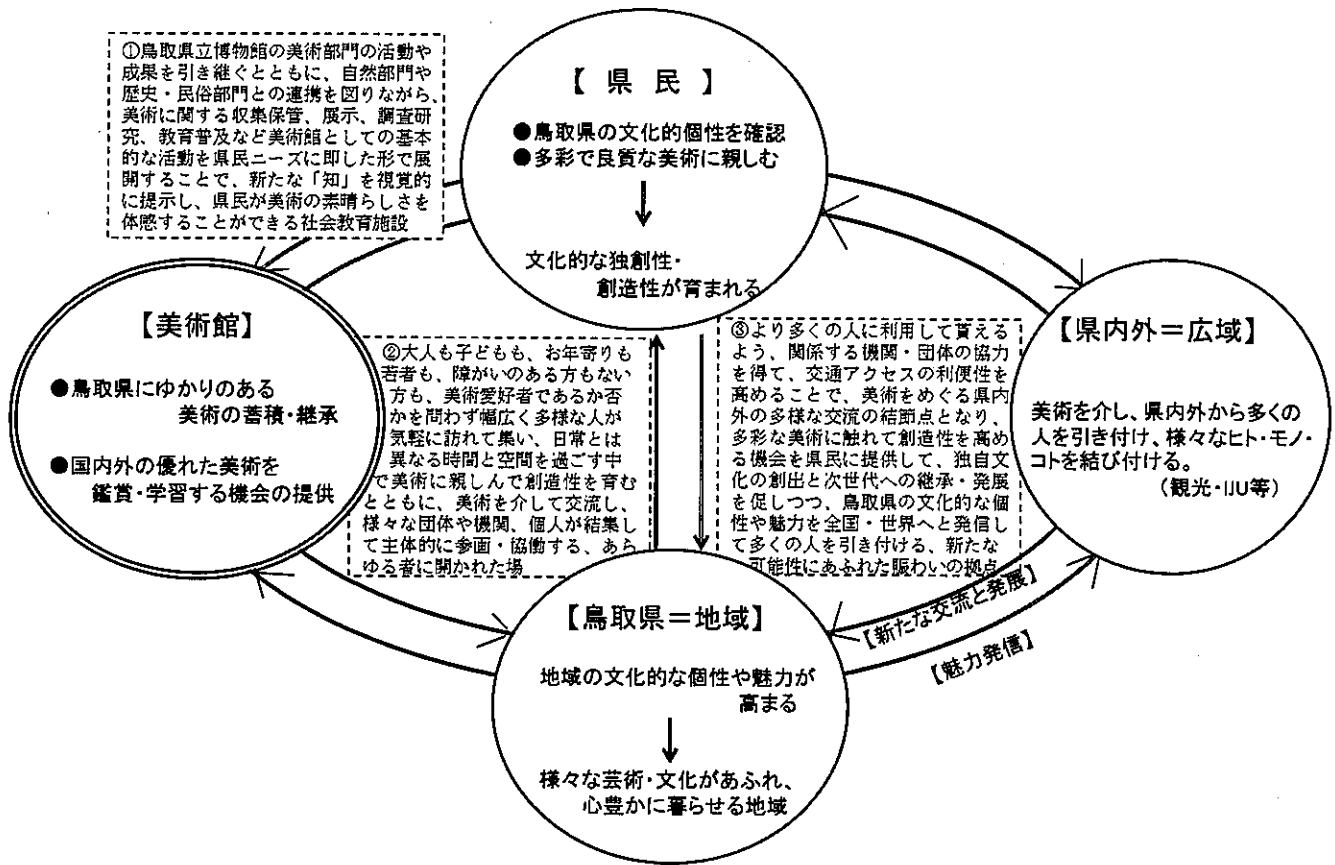 ①鳥取県立博物館の美術部門の活動や
成果を引き継ぐとともに、自然部門や
歴史・民俗部門との連携を図りながら、
美術に関する収集保管、展示、調査研
究、教育普及など美術館としての基本
的な活動を県民ニーズに即した形で展
開することで、新たな「知」を視覚的
に提示し、県民が美術の素晴らしさを
体感することができる社会教育施設
【 県 民 】
●鳥取県の文化的個性を確認
●多彩で良質な美術に親しむ
文化的な独創性・
創造性が育まれる
【美術館】
●鳥取県にゆかりのある
美術の蓄積・継承
●国内外の優れた美術を
鑑賞・学習する機会の提供
②大人も子どもも、お年寄りも
若者も、障がいのある方もない
方も、美術愛好者であるか否
かを問わず幅広く多様な人が
気軽に訪れて集い、日常とは
異なる時間と空間を過ごす中
で美術に親しんで創造性を育む
とともに、美術を介して交流し、
様々な団体や機関、個人が結集し
て主体的に参画・協働する、あら
ゆる者に開かれた場
③より多くの人に利用して貰える
よう、関係する機関・団体の協力
を得て、交通アクセスの利便性を
高めることで、美術をめぐる県内
外の多様な交流の結節点となり、
多彩な美術に触れて創造性を高め
る機会を県民に提供して、独自文
化の創出と次世代への継承・発展
を促しつつ、鳥取県の文化的な個
性や魅力を全国・世界へと発信し
て多くの人を引き付ける、新たな
可能性にあふれた賑わいの拠点
【県内外＝広域】
美術を介し、県内外から多くの
人を引き付け、様々なヒト・モノ・
コトを結び付ける。
（観光・IJU等）
【鳥取県＝地域】
地域の文化的な個性や魅力が
高まる
様々な芸術・文化があふれ、
心豊かに暮らせる地域
【新たな交流と発展】
【魅力発信】